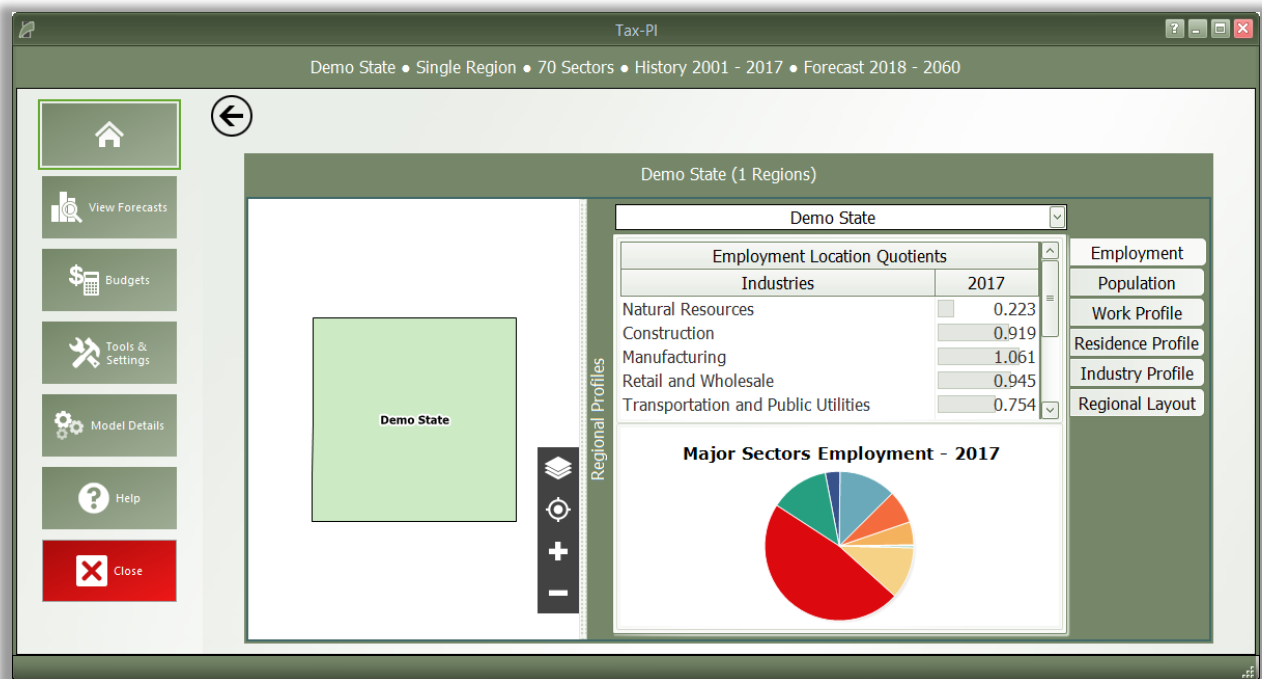 Tax-PI
?
Demo State ● Single Region ● 70 Sectors ● History 2001 - 2017 ● Forecast 2018 - 2060
View Forecasts
Budgets
Tools &
Settings
Model Details
Help
Close
Demo State (1 Regions)
Demo State
Regional Profiles
Demo State
Employment Location Quotients
Industries 2017
Natural Resources 0.223
Construction 0.919
Manufacturing 1.061
Retail and Wholesale 0.945
Transportation and Public Utilities 0.754
Major Sectors Employment - 2017
Employment
Population
Work Profile
Residence Profile
Industry Profile
Regional Layout